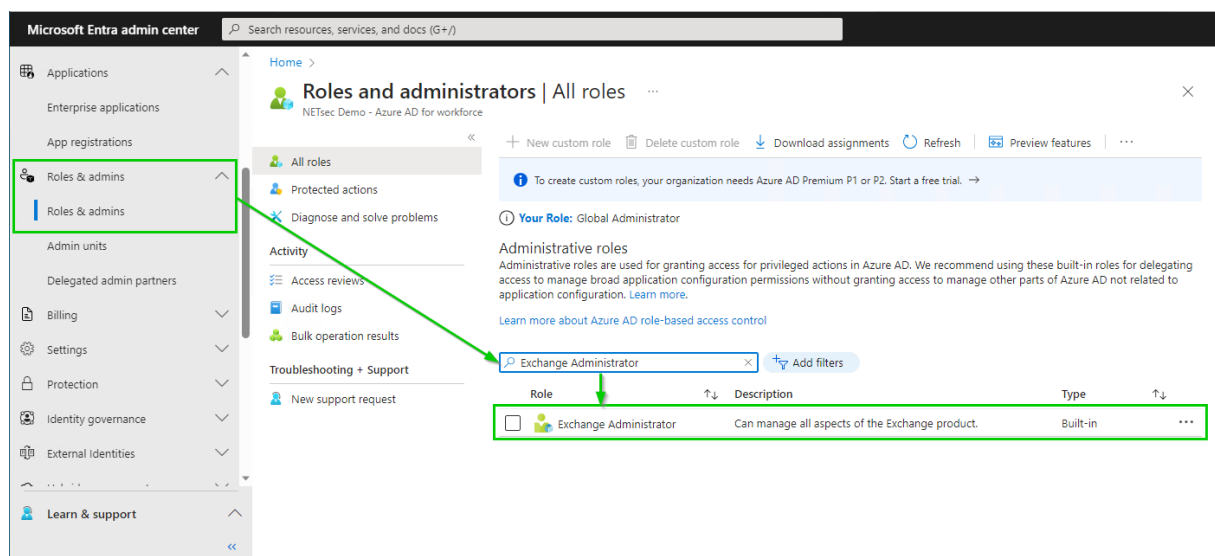 Microsoft Entra admin center
Search resources, services, and docs (G+/)
Applications
Enterprise applications
App registrations
Roles & admins
Roles & admins
Admin units
Delegated admin partners
Billing
Settings
Protection
Identity governance
External Identities
Learn & support
«
Home >
Roles and administrators | All roles ...
NETsec Demo - Azure AD for workforce
«
All roles
Protected actions
Diagnose and solve problems
Activity
Access reviews
Audit logs
Bulk operation results
Troubleshooting + Support
New support request
+ New custom role Delete custom role Download assignments Refresh Preview features ...
To create custom roles, your organization needs Azure AD Premium P1 or P2. Start a free trial. →
Your Role: Global Administrator
Administrative roles
Administrative roles are used for granting access for privileged actions in Azure AD. We recommend using these built-in roles for delegating
access to manage broad application configuration permissions without granting access to manage other parts of Azure AD not related to
application configuration. Learn more.
Learn more about Azure AD role-based access control
Exchange Administrator Add filters
Role Description Type
Exchange Administrator Can manage all aspects of the Exchange product. Built-in ...